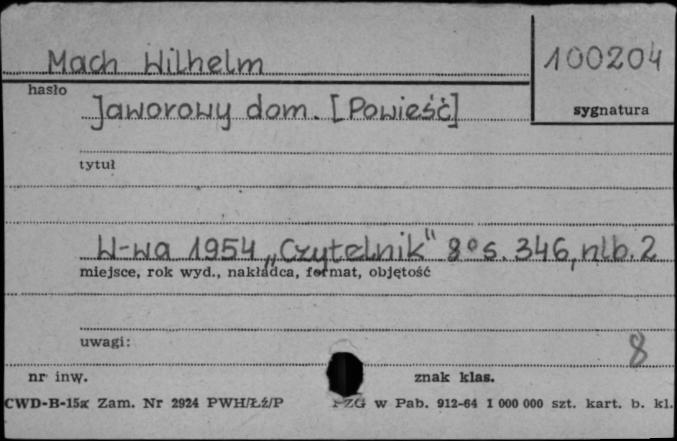 Mach Wilhelm
100204
hasło
Jaworowy dom. [Powieść]
sygnatura
tytuł
W-wa 1954 „Czytelnik" 8° s. 346, nlb. 2
miejsce, rok wyd., nakładca, format, objętość
uwagi:
8
nr inw.
znak klas.
CWD-B-15g Zam. Nr 2924 PWH/Łź/P PZG w Pab. 912-64 1 000 000 szt. kart. b. kl.